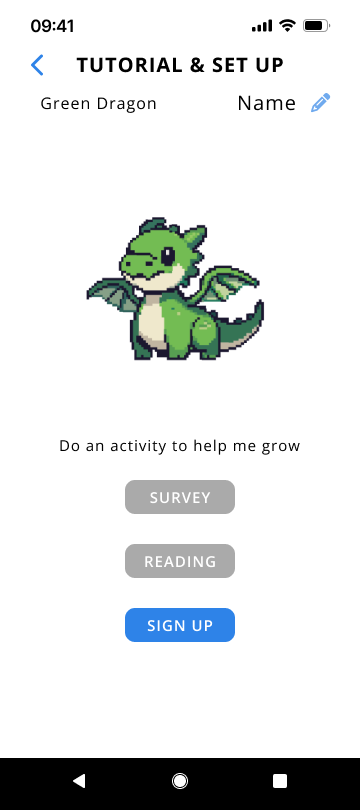 09:41
TUTORIAL & SET UP
Green Dragon
Name
Do an activity to help me grow
SURVEY
READING
SIGN UP